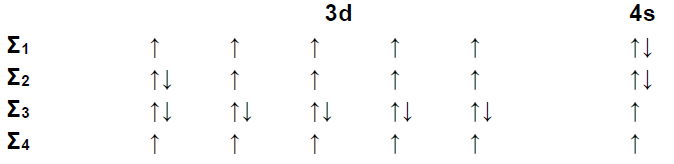 3d 4s
Σ₁ ↑ ↑ ↑ ↑ ↑ ↑↓
Σ₂ ↑↓ ↑ ↑ ↑ ↑ ↑↓
Σ₃ ↑↓ ↑↓ ↑↓ ↑↓ ↑↓ ↑
Σ₄ ↑ ↑ ↑ ↑ ↑ ↑